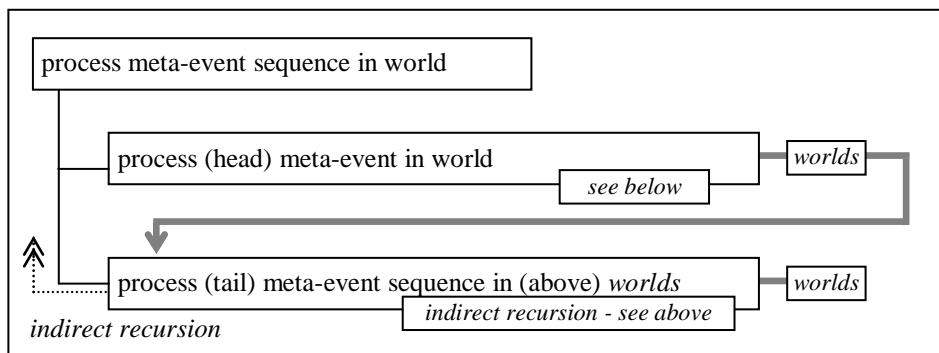 process meta-event sequence in world
process (head) meta-event in world
worlds
see below
process (tail) meta-event sequence in (above) worlds
worlds
indirect recursion - see above
indirect recursion